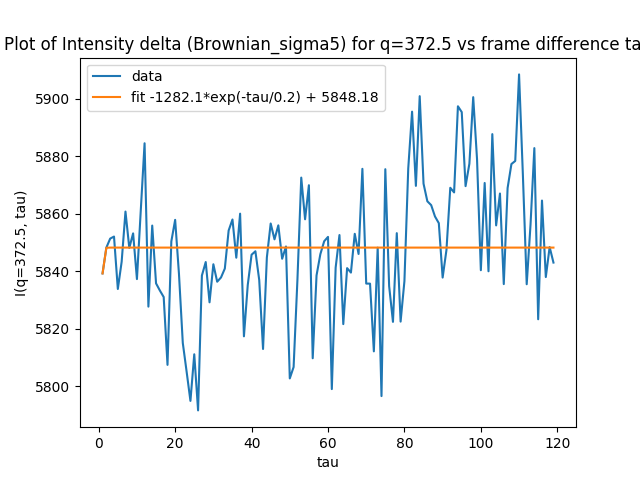 Plot of Intensity delta (Brownian_sigma5) for q=372.5 vs frame difference ta
data
fit -1282.1*exp(-tau/0.2) + 5848.18
I(q=372.5, tau)
5900
5880
5860
5840
5820
5800
0 20 40 60 80 100 120
tau